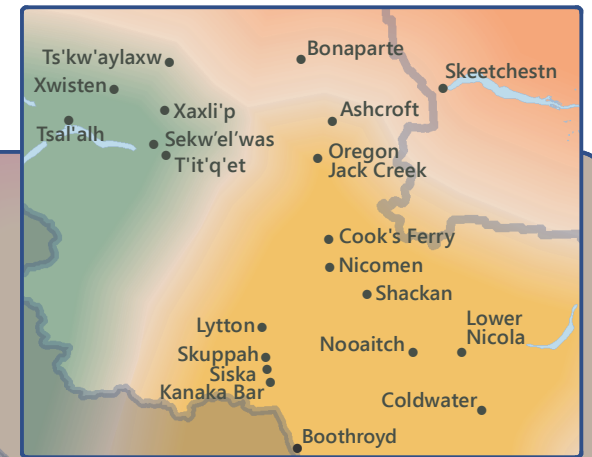 Bonaparte
Ts'kw'aylaxw
Skeetchestn
Xwisten
Xaxli'p
Ashcroft
Tsal'alh
Sekw’el’was
T'it'q'et
Oregon
Jack Creek
Cook's Ferry
Nicomen
Shackan
Lytton
Lower
Nicola
Nooaitch
Skuppah
Siska
Kanaka Bar
Coldwater
Boothroyd